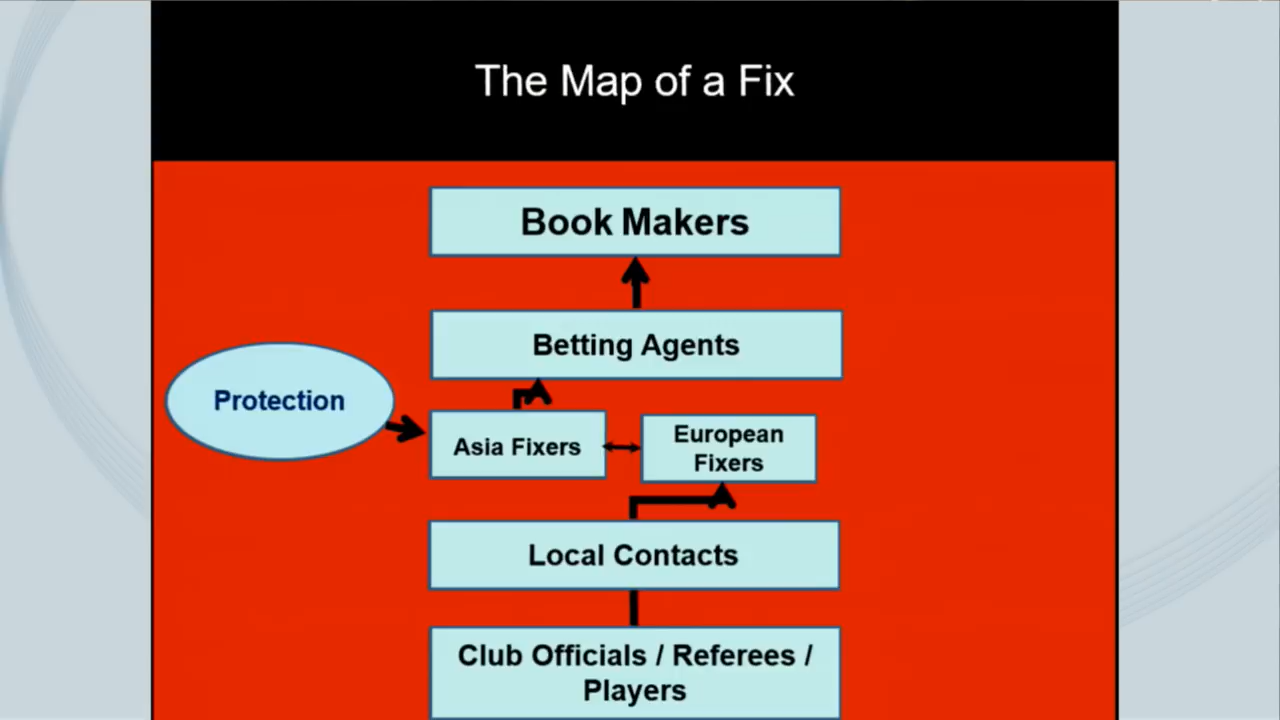 The Map of a Fix
Book Makers
Betting Agents
Protection
Asia Fixers
European
Fixers
Local Contacts
Club Officials / Referees /
Players